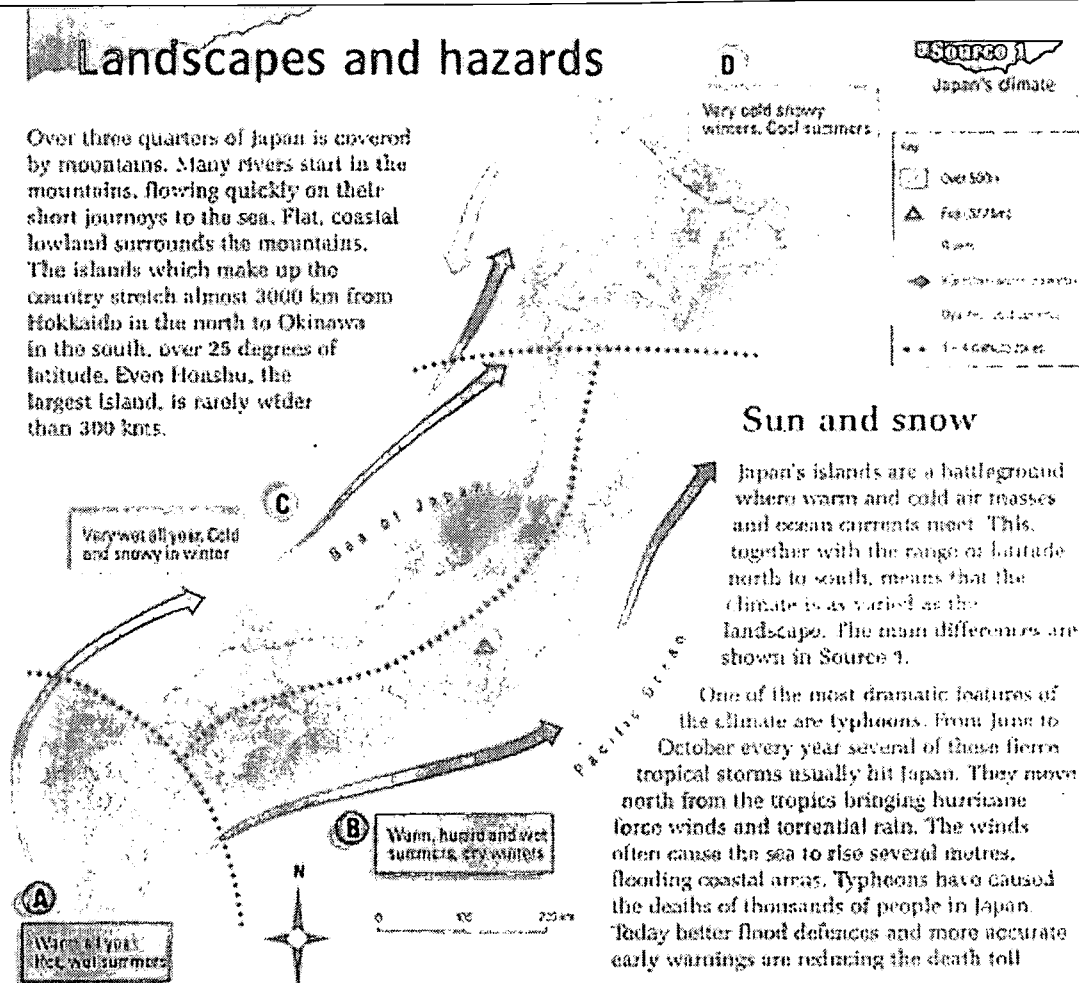 Landscapes and hazards
Over three quarters of Japan is covered
by mountains. Many rivers start in the
mountains, flowing quickly on their
short journeys to the sea. Flat, coastal
lowland surrounds the mountains.
The islands which make up the
country stretch almost 3000 km from
Hokkaido in the north to Okinawa
in the south, over 25 degrees of
latitude. Even Honshu, the
largest island, is rarely wider
than 300 kms.
D
Very cold snowy
winters. Cool summers
Source 1
Japan's climate
Key
Over 500m
Rivers
C
Very wet all year. Cold
and snowy in winter
Sea of Japan
Pacific Ocean
B
Warm, humid and wet
summers, dry winters
A
Warm all year.
Hot, wet summers
N
0 100 200 km
Sun and snow
Japan's islands are a battleground
where warm and cold air masses
and ocean currents meet. This,
together with the range of latitude
north to south, means that the
climate is as varied as the
landscape. The main differences are
shown in Source 1.
One of the most dramatic features of
the climate are typhoons. From June to
October every year several of these fierce
tropical storms usually hit Japan. They move
north from the tropics bringing hurricane
force winds and torrential rain. The winds
often cause the sea to rise several metres,
flooding coastal areas. Typhoons have caused
the deaths of thousands of people in Japan.
Today better flood defences and more accurate
early warnings are reducing the death toll